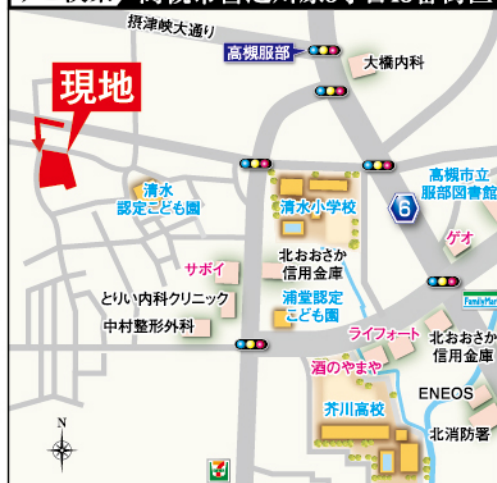 摂津峡大通り
高槻服部
大橋内科
現地
清水
認定こども園
清水小学校
高槻市立
服部図書館
6
ゲオ
サボイ
北おおさか
信用金庫
とりい内科クリニック
中村整形外科
浦堂認定
こども園
FamilyMart
ライフォート
酒のやまや
北おおさか
信用金庫
芥川高校
ENEOS
北消防署
N
7